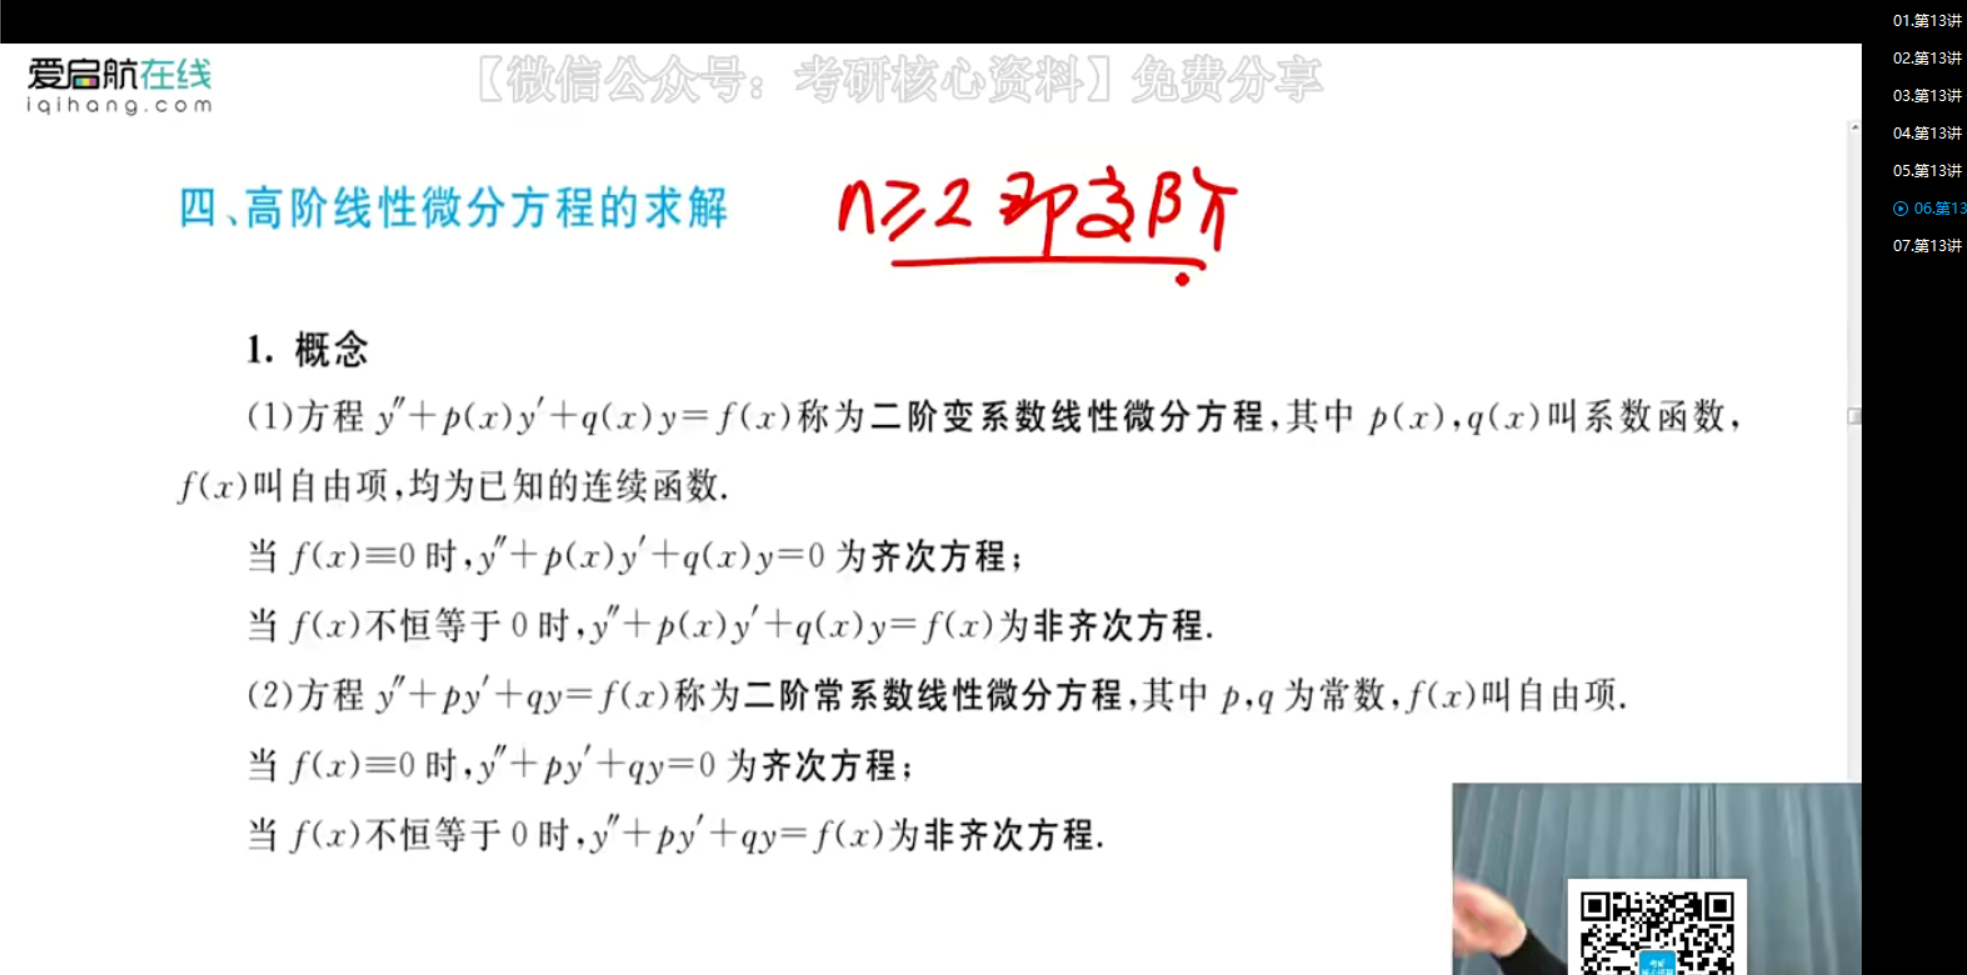 爱启航在线
iqihang.com
【微信公众号：考研核心资料】免费分享
四、高阶线性微分方程的求解
n≥2 即高阶
1. 概念
(1)方程 y″+p(x)y′+q(x)y=f(x)称为二阶变系数线性微分方程,其中 p(x),q(x)叫系数函数,
f(x)叫自由项,均为已知的连续函数.
当 f(x)≡0 时,y″+p(x)y′+q(x)y=0 为齐次方程;
当 f(x)不恒等于 0 时,y″+p(x)y′+q(x)y=f(x)为非齐次方程.
(2)方程 y″+py′+qy=f(x)称为二阶常系数线性微分方程,其中 p,q 为常数,f(x)叫自由项.
当 f(x)≡0 时,y″+py′+qy=0 为齐次方程;
当 f(x)不恒等于 0 时,y″+py′+qy=f(x)为非齐次方程.
01.第13讲
02.第13讲
03.第13讲
04.第13讲
05.第13讲
06.第13
07.第13讲